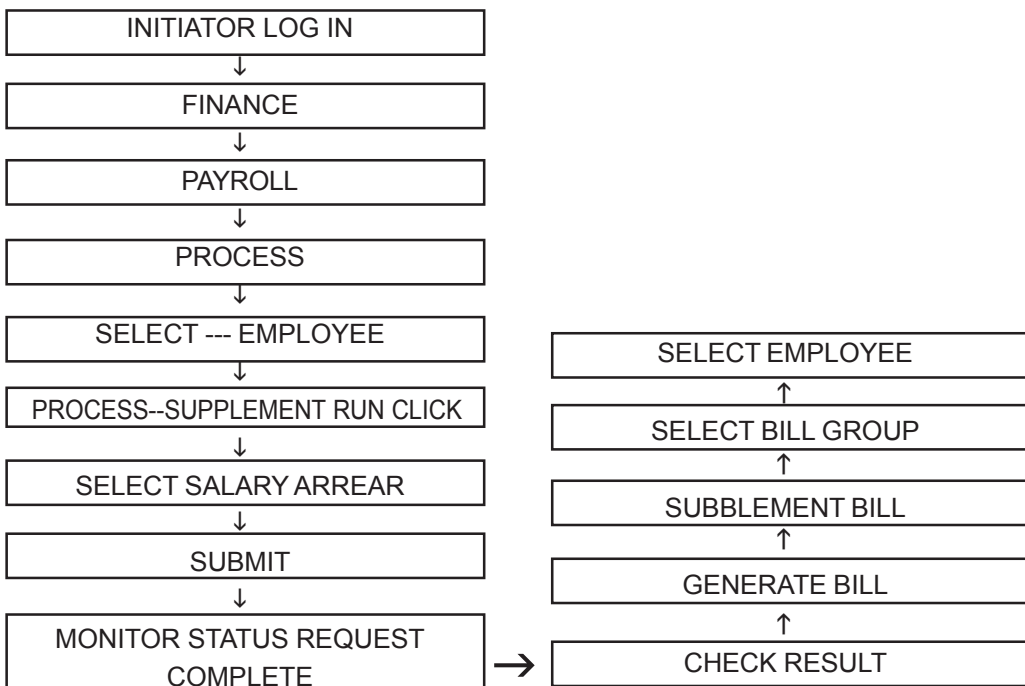 INITIATOR LOG IN
↓
FINANCE
↓
PAYROLL
↓
PROCESS
↓
SELECT --- EMPLOYEE
↓
PROCESS--SUPPLEMENT RUN CLICK
↓
SELECT SALARY ARREAR
↓
SUBMIT
↓
MONITOR STATUS REQUEST
COMPLETE
→
CHECK RESULT
↑
GENERATE BILL
↑
SUBBLEMENT BILL
↑
SELECT BILL GROUP
↑
SELECT EMPLOYEE